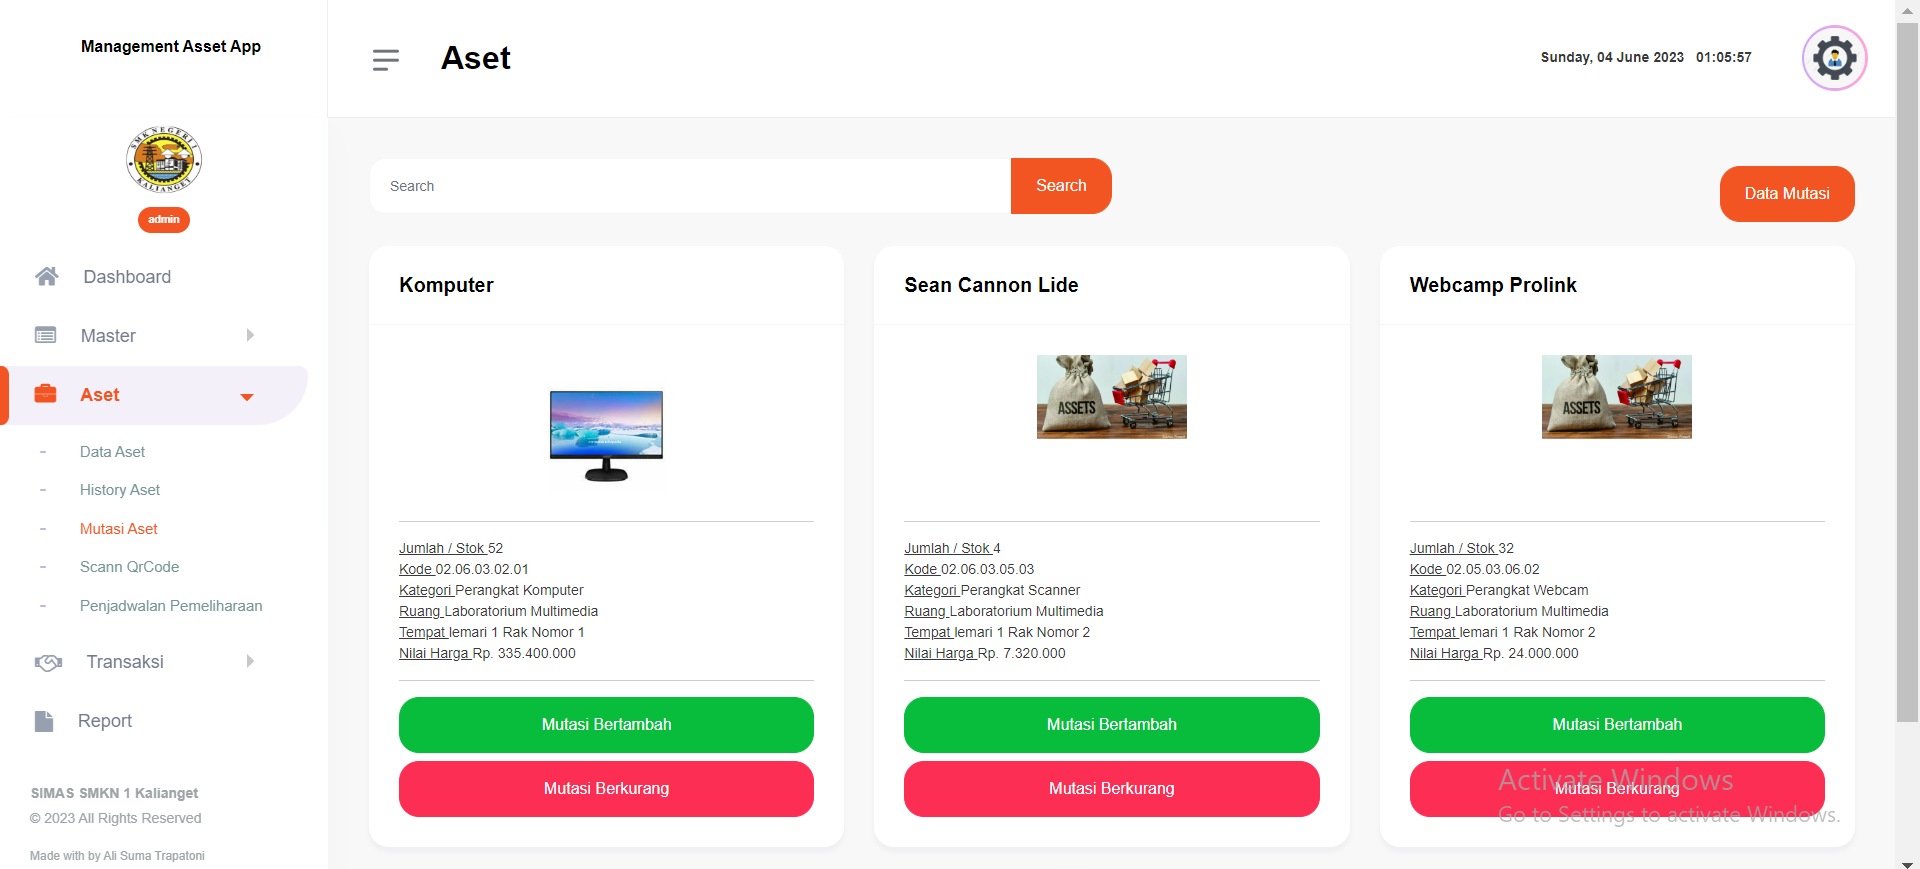 Management Asset App
Aset
Sunday, 04 June 2023 01:05:57
SMK NEGERI 1
KALIANGET
admin
Dashboard
Master
Aset
- Data Aset
- History Aset
- Mutasi Aset
- Scann QrCode
- Penjadwalan Pemeliharaan
Transaksi
Report
SIMAS SMKN 1 Kalianget
© 2023 All Rights Reserved
Made with by Ali Suma Trapatoni
Search
Search
Data Mutasi
Komputer
Jumlah / Stok 52
Kode 02.06.03.02.01
Kategori Perangkat Komputer
Ruang Laboratorium Multimedia
Tempat lemari 1 Rak Nomor 1
Nilai Harga Rp. 335.400.000
Mutasi Bertambah
Mutasi Berkurang
Sean Cannon Lide
ASSETS
Jumlah / Stok 4
Kode 02.06.03.05.03
Kategori Perangkat Scanner
Ruang Laboratorium Multimedia
Tempat lemari 1 Rak Nomor 2
Nilai Harga Rp. 7.320.000
Mutasi Bertambah
Mutasi Berkurang
Webcamp Prolink
ASSETS
Jumlah / Stok 32
Kode 02.05.03.06.02
Kategori Perangkat Webcam
Ruang Laboratorium Multimedia
Tempat lemari 1 Rak Nomor 2
Nilai Harga Rp. 24.000.000
Mutasi Bertambah
Mutasi Berkurang
Activate Windows
Go to Settings to activate Windows.